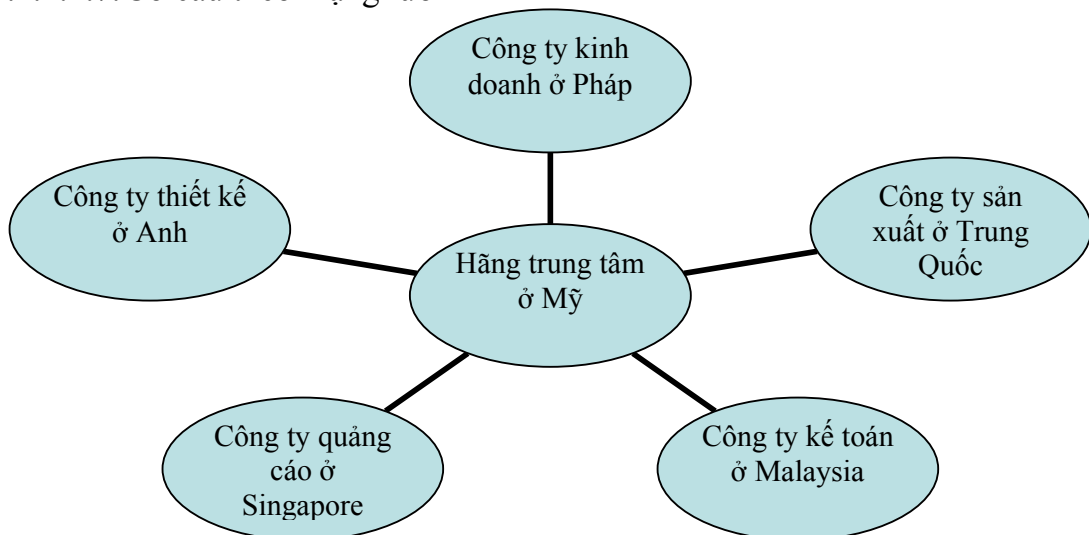 Công ty kinh
doanh ở Pháp
Công ty thiết kế
ở Anh
Công ty sản
xuất ở Trung
Quốc
Hãng trung tâm
ở Mỹ
Công ty quảng
cáo ở
Singapore
Công ty kế toán
ở Malaysia